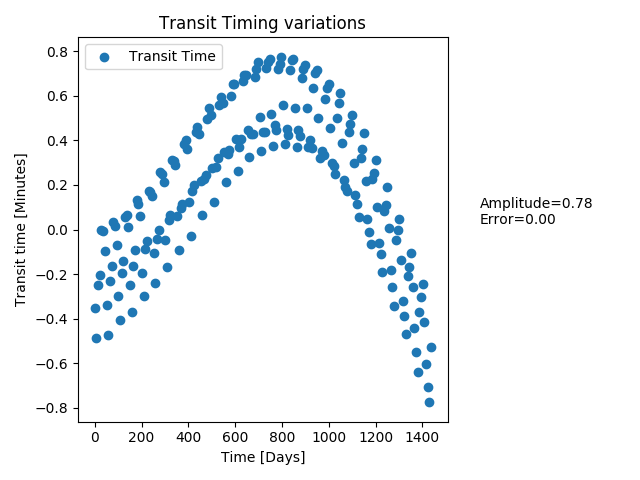 Transit Timing variations
Transit Time
Transit time [Minutes]
0.8
0.6
0.4
0.2
0.0
−0.2
−0.4
−0.6
−0.8
0 200 400 600 800 1000 1200 1400
Time [Days]
Amplitude=0.78
Error=0.00